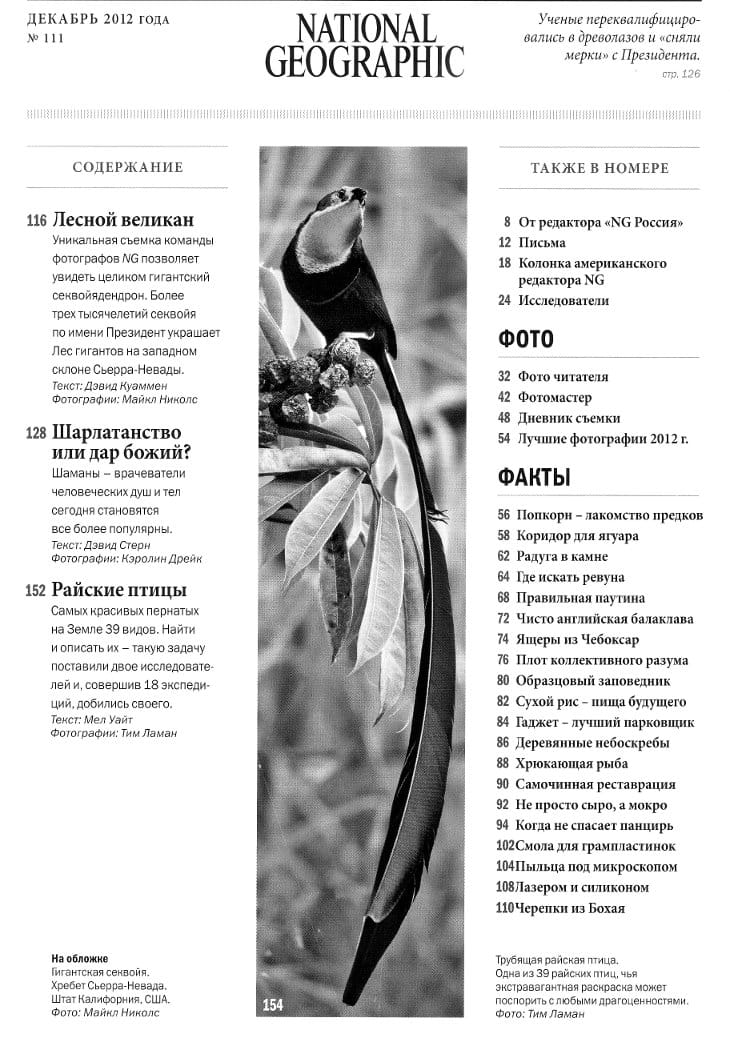 ДЕКАБРЬ 2012 ГОДА
№ 111
NATIONAL
GEOGRAPHIC
Ученые переквалифициро-
вались в древолазов и «сняли
мерки» с Президента.
стр. 126
СОДЕРЖАНИЕ
116 Лесной великан
Уникальная съемка команды
фотографов NG позволяет
увидеть целиком гигантский
секвойядендрон. Более
трех тысячелетий секвойя
по имени Президент украшает
Лес гигантов на западном
склоне Сьерра-Невады.
Текст: Дэвид Куаммен
Фотографии: Майкл Николс
128 Шарлатанство
или дар божий?
Шаманы – врачеватели
человеческих душ и тел
сегодня становятся
все более популярны.
Текст: Дэвид Стерн
Фотографии: Кэролин Дрейк
152 Райские птицы
Самых красивых пернатых
на Земле 39 видов. Найти
и описать их – такую задачу
поставили двое исследовате-
лей и, совершив 18 экспеди-
ций, добились своего.
Текст: Мел Уайт
Фотографии: Тим Ламан
На обложке
Гигантская секвойя.
Хребет Сьерра-Невада.
Штат Калифорния, США.
Фото: Майкл Николс
154
ТАКЖЕ В НОМЕРЕ
8 От редактора «NG Россия»
12 Письма
18 Колонка американского
редактора NG
24 Исследователи
ФОТО
32 Фото читателя
42 Фотомастер
48 Дневник съемки
54 Лучшие фотографии 2012 г.
ФАКТЫ
56 Попкорн – лакомство предков
58 Коридор для ягуара
62 Радуга в камне
64 Где искать ревуна
68 Правильная паутина
72 Чисто английская балаклава
74 Ящеры из Чебоксар
76 Плот коллективного разума
80 Образцовый заповедник
82 Сухой рис – пища будущего
84 Гаджет – лучший парковщик
86 Деревянные небоскребы
88 Хрюкающая рыба
90 Самочинная реставрация
92 Не просто сыро, а мокро
94 Когда не спасает панцирь
102 Смола для грампластинок
104 Пыльца под микроскопом
108 Лазером и силиконом
110 Черепки из Бохая
Трубящая райская птица.
Одна из 39 райских птиц, чья
экстравагантная раскраска может
поспорить с любыми драгоценностями.
Фото: Тим Ламан